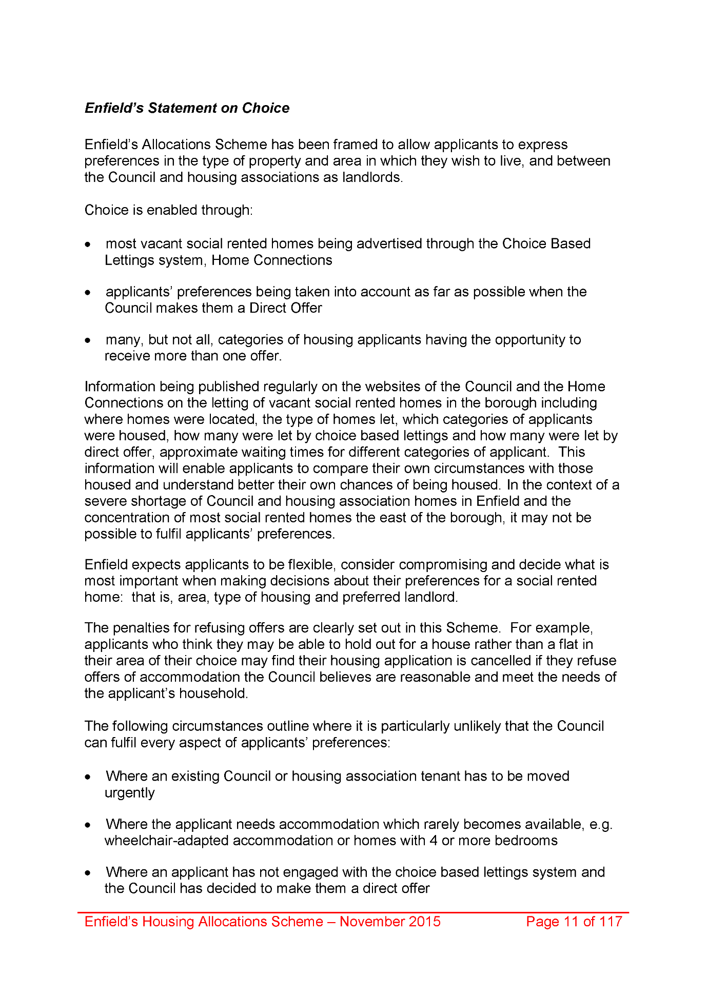 Enfield’s Statement on Choice
Enfield’s Allocations Scheme has been framed to allow applicants to express
preferences in the type of property and area in which they wish to live, and between
the Council and housing associations as landlords.
Choice is enabled through:
• most vacant social rented homes being advertised through the Choice Based
Lettings system, Home Connections
• applicants’ preferences being taken into account as far as possible when the
Council makes them a Direct Offer
• many, but not all, categories of housing applicants having the opportunity to
receive more than one offer.
Information being published regularly on the websites of the Council and the Home
Connections on the letting of vacant social rented homes in the borough including
where homes were located, the type of homes let, which categories of applicants
were housed, how many were let by choice based lettings and how many were let by
direct offer, approximate waiting times for different categories of applicant.  This
information will enable applicants to compare their own circumstances with those
housed and understand better their own chances of being housed. In the context of a
severe shortage of Council and housing association homes in Enfield and the
concentration of most social rented homes the east of the borough, it may not be
possible to fulfil applicants’ preferences.
Enfield expects applicants to be flexible, consider compromising and decide what is
most important when making decisions about their preferences for a social rented
home:  that is, area, type of housing and preferred landlord.
The penalties for refusing offers are clearly set out in this Scheme.  For example,
applicants who think they may be able to hold out for a house rather than a flat in
their area of their choice may find their housing application is cancelled if they refuse
offers of accommodation the Council believes are reasonable and meet the needs of
the applicant’s household.
The following circumstances outline where it is particularly unlikely that the Council
can fulfil every aspect of applicants’ preferences:
• Where an existing Council or housing association tenant has to be moved
urgently
• Where the applicant needs accommodation which rarely becomes available, e.g.
wheelchair-adapted accommodation or homes with 4 or more bedrooms
• Where an applicant has not engaged with the choice based lettings system and
the Council has decided to make them a direct offer
Enfield’s Housing Allocations Scheme – November 2015 Page 11 of 117